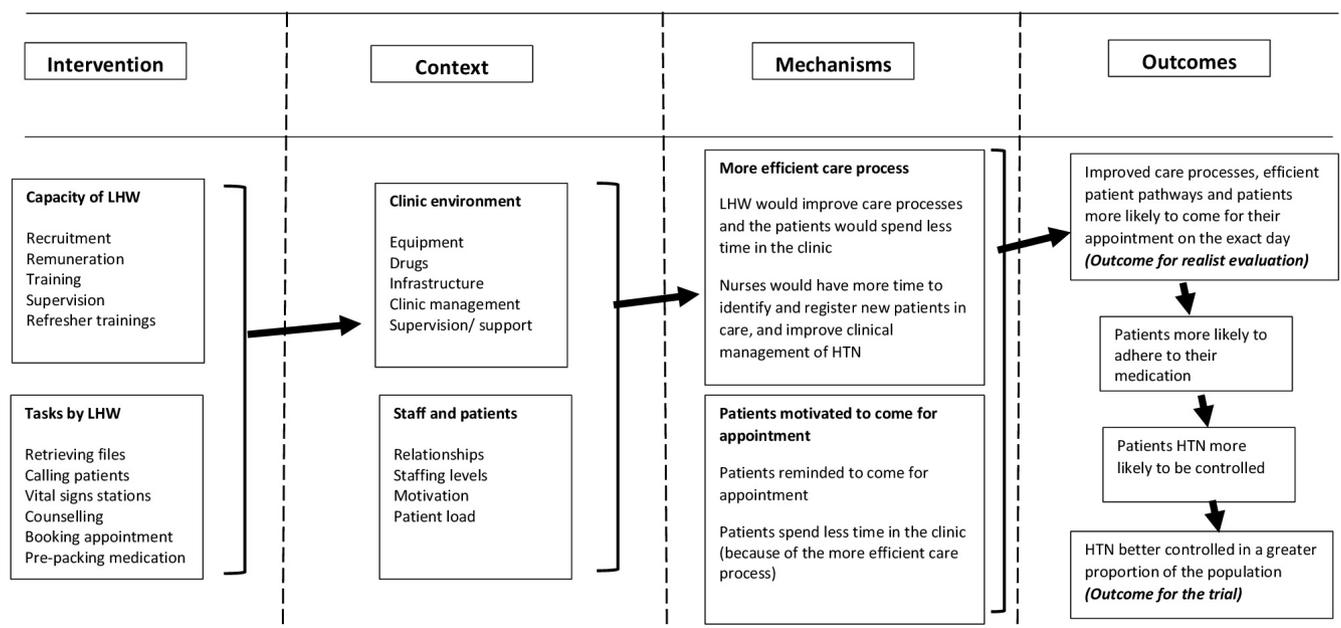 Intervention
Context
Mechanisms
Outcomes
Capacity of LHW
Recruitment
Remuneration
Training
Supervision
Refresher trainings
Tasks by LHW
Retrieving files
Calling patients
Vital signs stations
Counselling
Booking appointment
Pre-packing medication
Clinic environment
Equipment
Drugs
Infrastructure
Clinic management
Supervision/ support
Staff and patients
Relationships
Staffing levels
Motivation
Patient load
More efficient care process
LHW would improve care processes
and the patients would spend less
time in the clinic
Nurses would have more time to
identify and register new patients in
care, and improve clinical
management of HTN
Patients motivated to come for
appointment
Patients reminded to come for
appointment
Patients spend less time in the clinic
(because of the more efficient care
process)
Improved care processes, efficient
patient pathways and patients
more likely to come for their
appointment on the exact day
(Outcome for realist evaluation)
Patients more likely to
adhere to their
medication
Patients HTN more
likely to be controlled
HTN better controlled in a greater
proportion of the population
(Outcome for the trial)